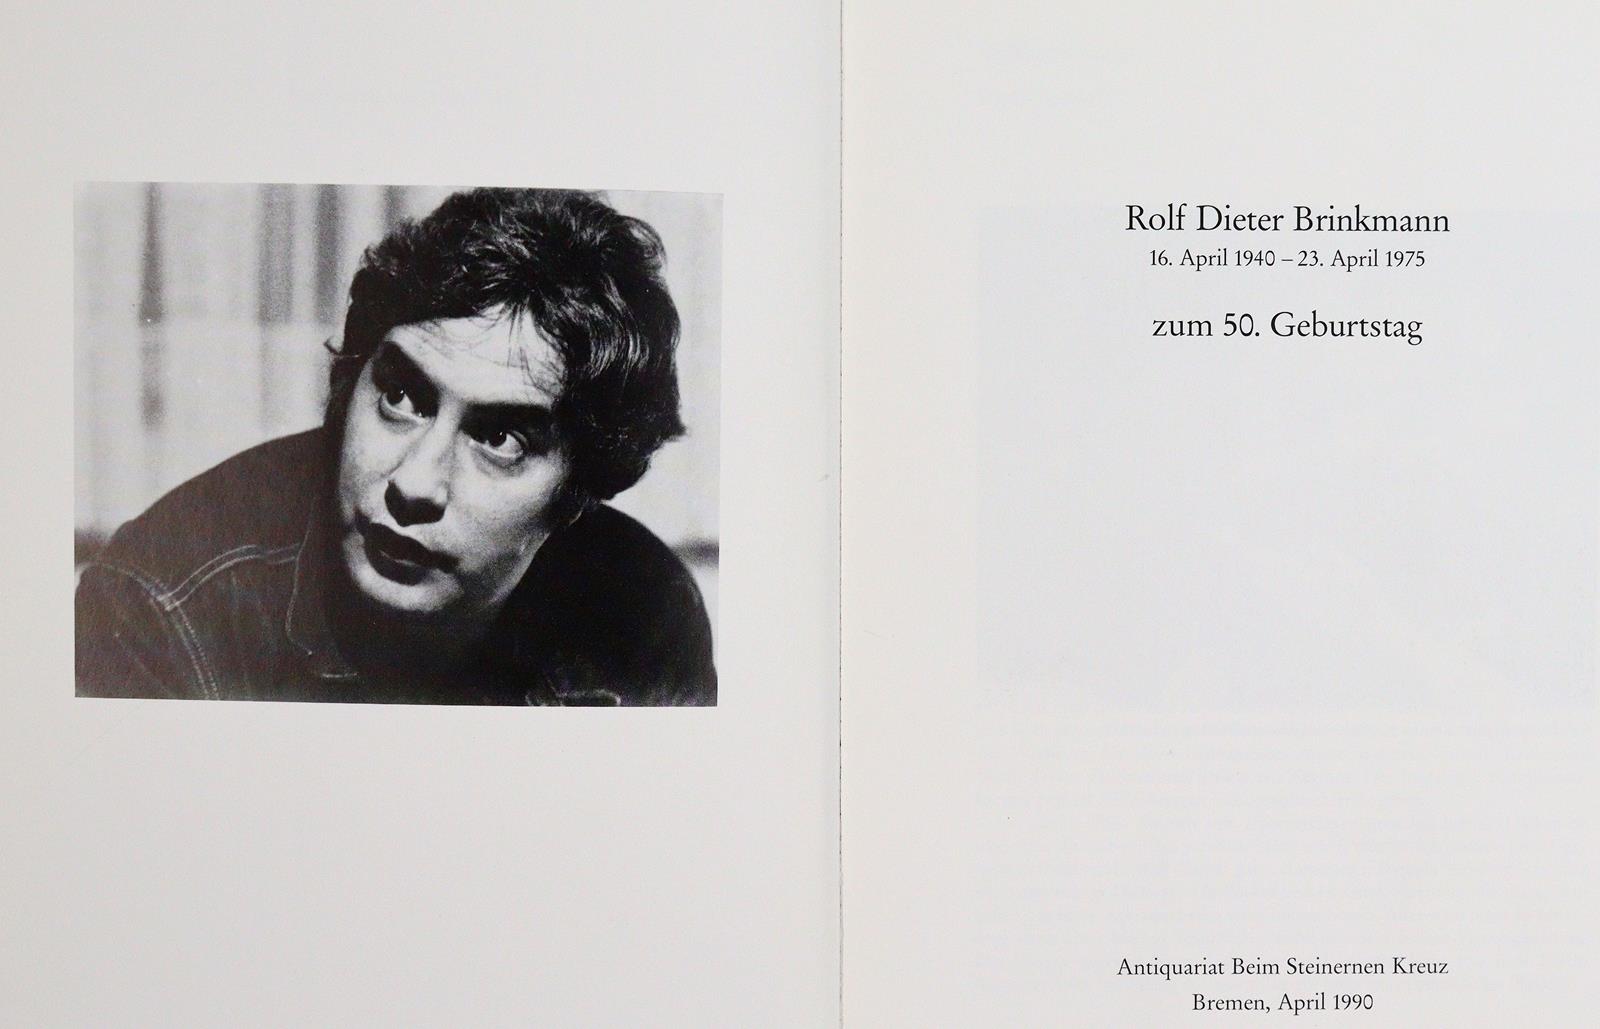 Rolf Dieter Brinkmann
16. April 1940 – 23. April 1975
zum 50. Geburtstag
Antiquariat Beim Steinernen Kreuz
Bremen, April 1990